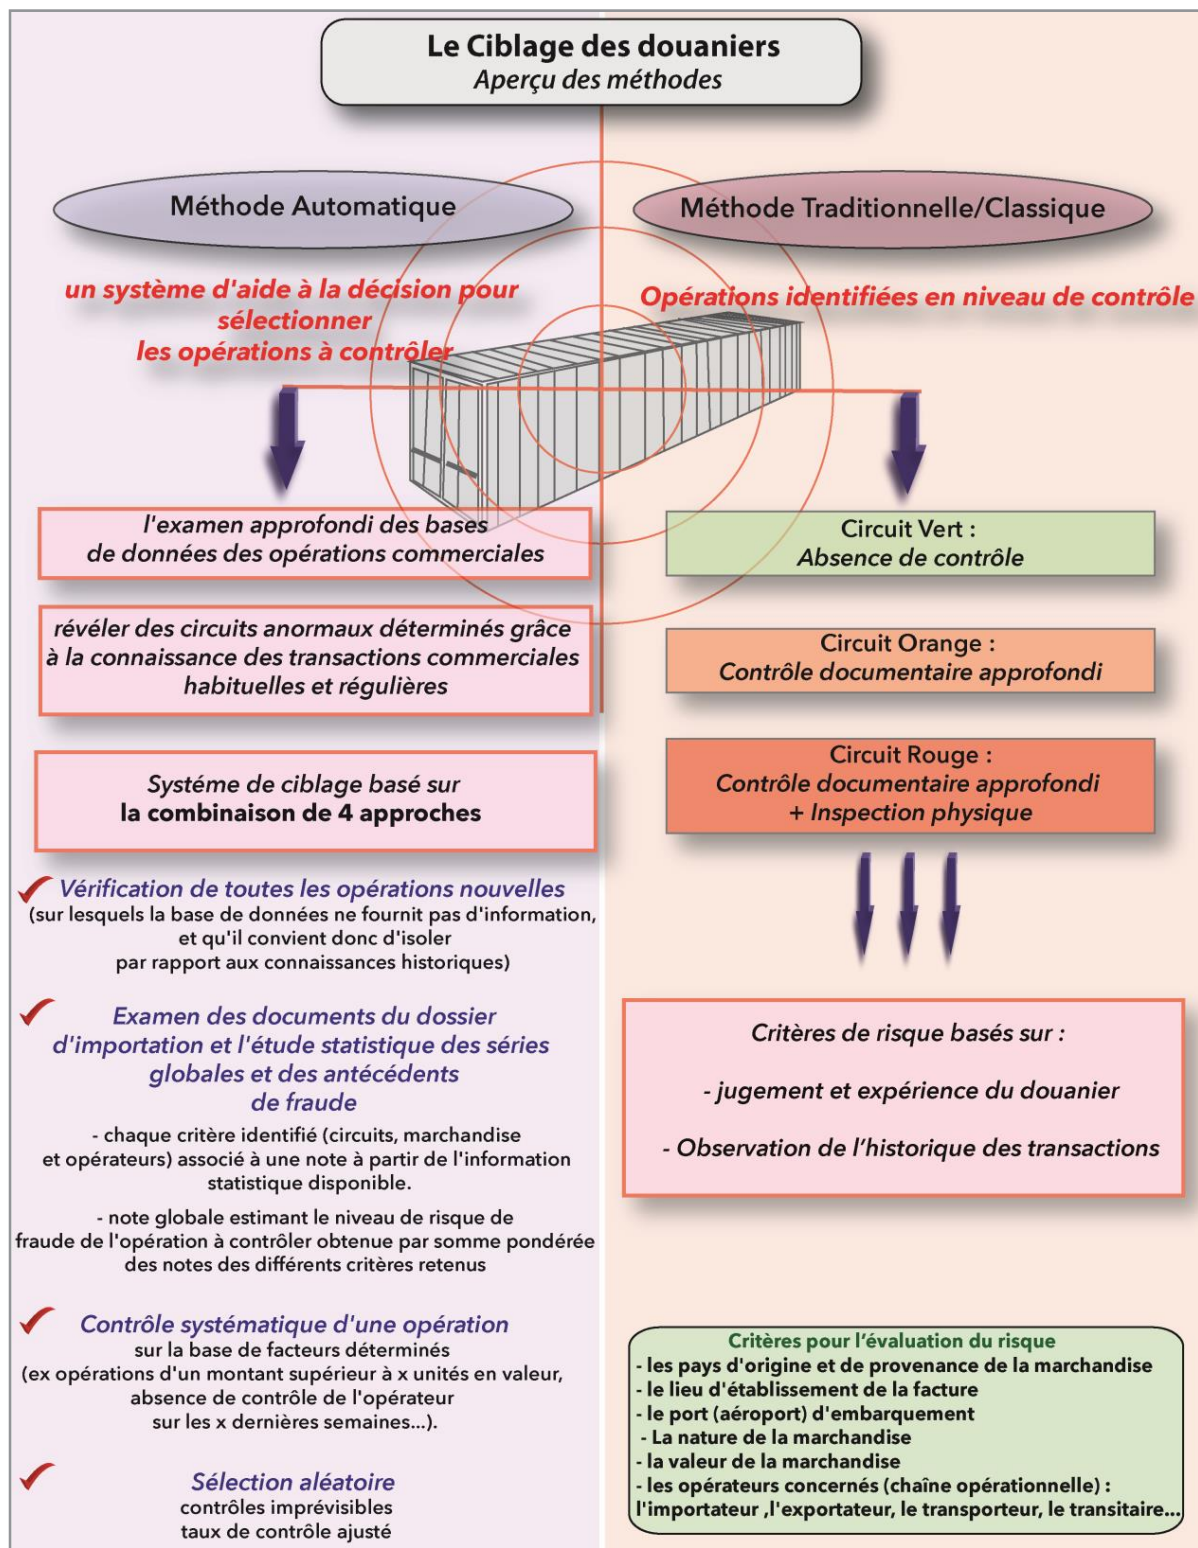 Le Ciblage des douaniers
Aperçu des méthodes
Méthode Automatique
un système d'aide à la décision pour
sélectionner
les opérations à contrôler
l'examen approfondi des bases
de données des opérations commerciales
révéler des circuits anormaux déterminés grâce
à la connaissance des transactions commerciales
habituelles et régulières
Systéme de ciblage basé sur
la combinaison de 4 approches
Vérification de toutes les opérations nouvelles
(sur lesquels la base de données ne fournit pas d'information,
et qu'il convient donc d'isoler
par rapport aux connaissances historiques)
Examen des documents du dossier
d'importation et l'étude statistique des séries
globales et des antécédents
de fraude
- chaque critère identifié (circuits, marchandise
et opérateurs) associé à une note à partir de l'information
statistique disponible.
- note globale estimant le niveau de risque de
fraude de l'opération à contrôler obtenue par somme pondérée
des notes des différents critères retenus
Contrôle systématique d'une opération
sur la base de facteurs déterminés
(ex opérations d'un montant supérieur à x unités en valeur,
absence de contrôle de l'opérateur
sur les x dernières semaines...).
Sélection aléatoire
contrôles imprévisibles
taux de contrôle ajusté
Méthode Traditionnelle/Classique
Opérations identifiées en niveau de contrôle
Circuit Vert :
Absence de contrôle
Circuit Orange :
Contrôle documentaire approfondi
Circuit Rouge :
Contrôle documentaire approfondi
+ Inspection physique
Critères de risque basés sur :
- jugement et expérience du douanier
- Observation de l'historique des transactions
Critères pour l'évaluation du risque
- les pays d'origine et de provenance de la marchandise
- le lieu d'établissement de la facture
- le port (aéroport) d'embarquement
- La nature de la marchandise
- la valeur de la marchandise
- les opérateurs concernés (chaîne opérationnelle) :
l'importateur ,l'exportateur, le transporteur, le transitaire...